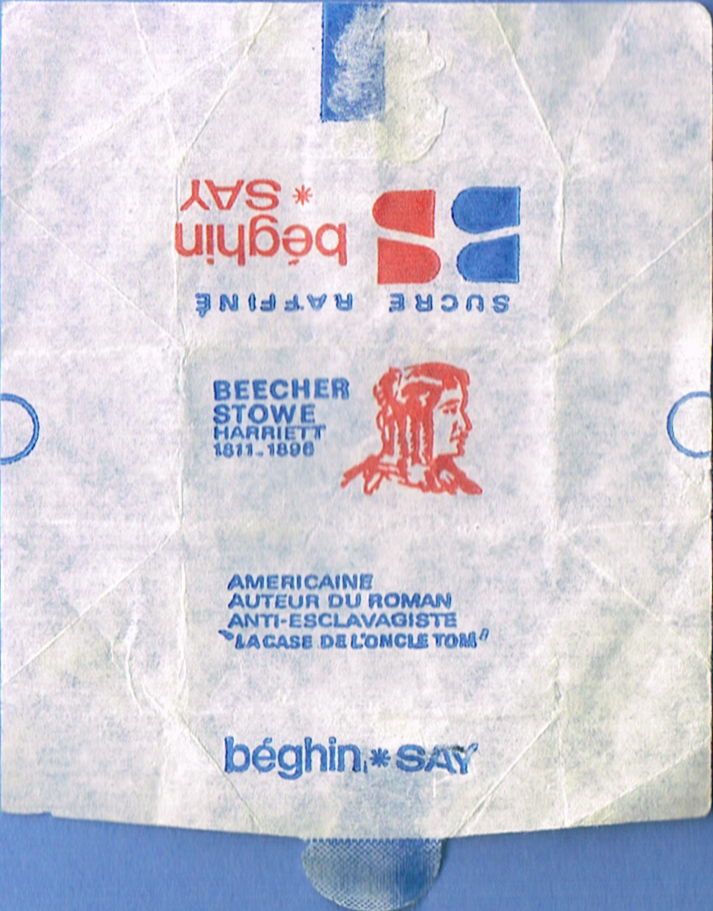 béghin
* SAY
SUCRE RAFFINÉ
BEECHER
STOWE
HARRIETT
1811-1896
AMERICAINE
AUTEUR DU ROMAN
ANTI-ESCLAVAGISTE
"LA CASE DE L'ONCLE TOM"
béghin * SAY